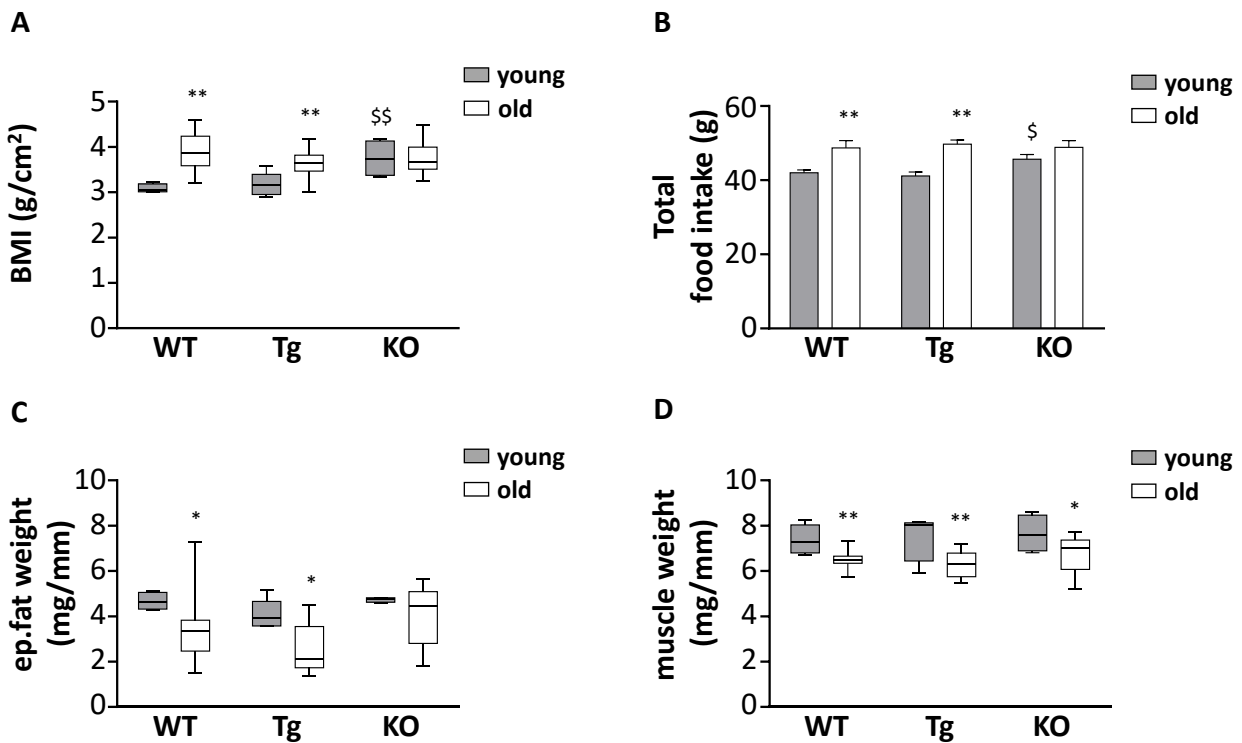 A
young
old
**
**
$$
5
4
3
2
1
0
BMI (g/cm²)
WT Tg KO
B
young
old
**
**
$
60
40
20
0
Total
food intake (g)
WT Tg KO
C
young
old
*
*
10
8
6
4
2
0
ep.fat weight
(mg/mm)
WT Tg KO
D
young
old
**
**
*
10
8
6
4
2
0
muscle weight
(mg/mm)
WT Tg KO